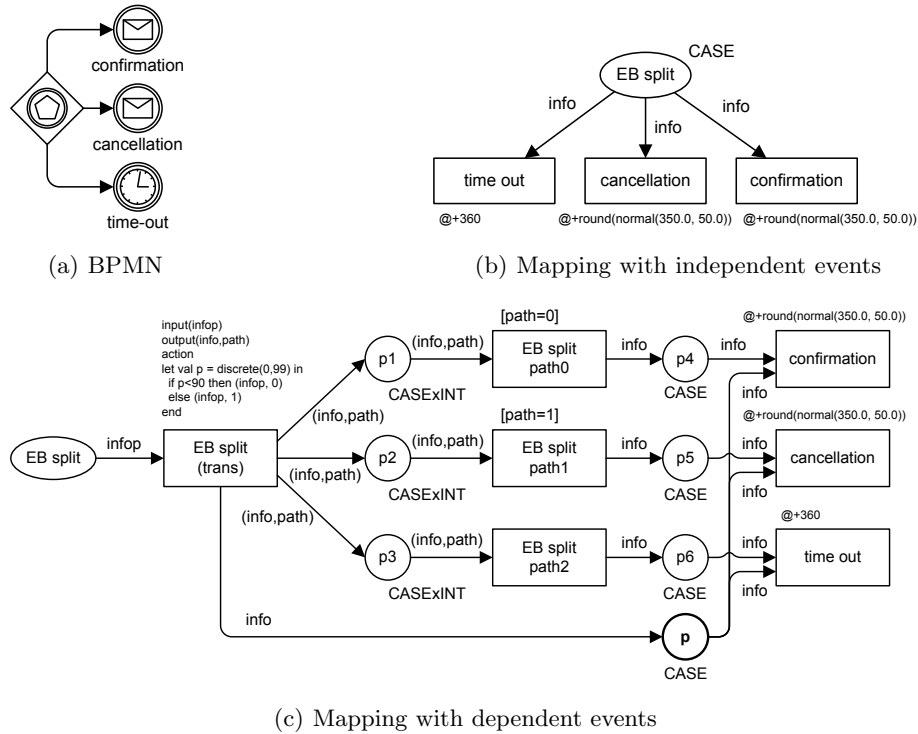 confirmation
cancellation
time-out
(a) BPMN
CASE
EB split
info
info
info
time out
cancellation
confirmation
@+360
@+round(normal(350.0, 50.0))
@+round(normal(350.0, 50.0))
(b) Mapping with independent events
input(infop)
output(info,path)
action
let val p = discrete(0,99) in
if p<90 then (infop, 0)
else (infop, 1)
end
EB split
infop
EB split
(trans)
(info,path)
(info,path)
(info,path)
info
p1
CASExINT
(info,path)
[path=0]
EB split
path0
info
p4
CASE
info
@+round(normal(350.0, 50.0))
confirmation
info
p2
CASExINT
(info,path)
[path=1]
EB split
path1
info
p5
CASE
info
@+round(normal(350.0, 50.0))
cancellation
info
p3
CASExINT
(info,path)
EB split
path2
info
p6
CASE
info
@+360
time out
info
p
CASE
(c) Mapping with dependent events